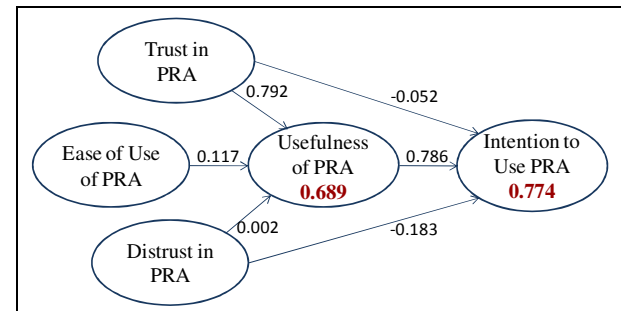 Trust in
PRA
0.792
-0.052
Ease of Use
of PRA
0.117
Usefulness
of PRA
0.689
0.786
Intention to
Use PRA
0.774
0.002
-0.183
Distrust in
PRA